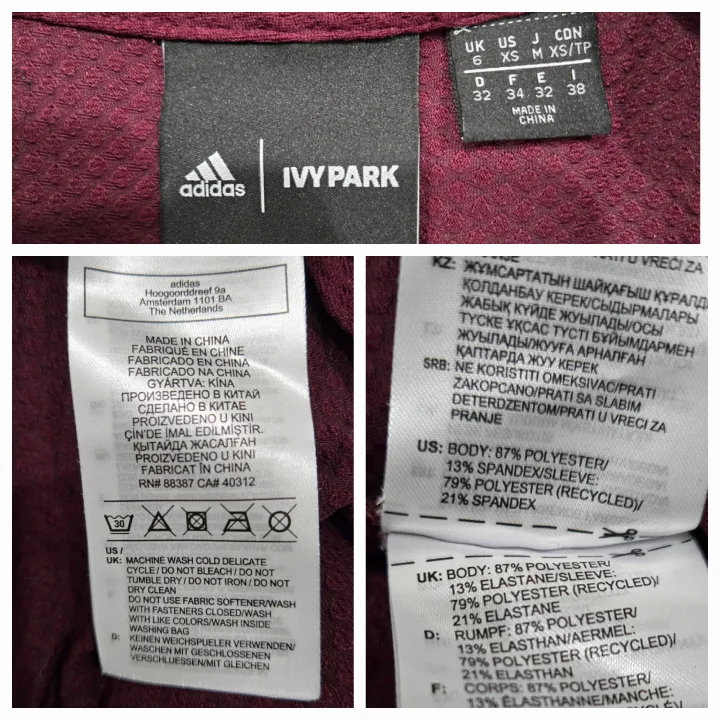 adidas
IVY PARK
UK US J CDN
6 XS M XS/TP
D F E I
32 34 32 38
MADE IN
CHINA
adidas
Hoogoorddreef 9a
Amsterdam 1101 BA
The Netherlands
MADE IN CHINA
FABRIQUÉ EN CHINE
FABRICADO EN CHINA
FABRICADO NA CHINA
GYÁRTVA: KÍNA
ПРОИЗВЕДЕНО В КИТАЙ
СДЕЛАНО В КИТАЕ
PROIZVEDENO U KINI
ÇİN'DE İMAL EDİLMİŞTİR.
ҚЫТАЙДА ЖАСАЛҒАН
PROIZVEDENO U KINI
FABRICAT ÎN CHINA
RN# 88387 CA# 40312
30
US /
UK: MACHINE WASH COLD DELICATE
CYCLE / DO NOT BLEACH / DO NOT
TUMBLE DRY / DO NOT IRON / DO NOT
DRY CLEAN
DO NOT USE FABRIC SOFTENER/WASH
WITH FASTENERS CLOSED/WASH
WITH LIKE COLORS/WASH INSIDE
WASHING BAG
D: KEINEN WEICHSPUELER VERWENDEN/
WASCHEN MIT GESCHLOSSENEN
VERSCHLUESSEN/MIT GLEICHEN
U VREĆI ZA
KZ: ЖҰМСАРТАТЫН ШАЙҚАҒЫШ ҚҰРАЛД
ҚОЛДАНБАУ КЕРЕК/СЫДЫРМАЛАРЫ
ЖАБЫҚ КҮЙДЕ ЖУЫЛАДЫ/ОСЫ
ТҮСКЕ ҰҚСАС ТҮСТІ БҰЙЫМДАРМЕН
ЖУЫЛАДЫ/ЖУУҒА АРНАЛҒАН
ҚАПТАРДА ЖУУ КЕРЕК
SRB: NE KORISTITI OMEKSIVAC/PRATI
ZAKOPCANO/PRATI SA SLABIM
DETERDZENTOM/PRATI U VRECI ZA
PRANJE
US: BODY: 87% POLYESTER/
13% SPANDEX/SLEEVE:
79% POLYESTER (RECYCLED)/
21% SPANDEX
UK: BODY: 87% POLYESTER/
13% ELASTANE/SLEEVE:
79% POLYESTER (RECYCLED)/
21% ELASTANE
D: RUMPF: 87% POLYESTER/
13% ELASTHAN/AERMEL:
79% POLYESTER (RECYCLED)/
21% ELASTHAN
F: CORPS: 87% POLYESTER/
13% ÉLASTHANNE/MANCHE: